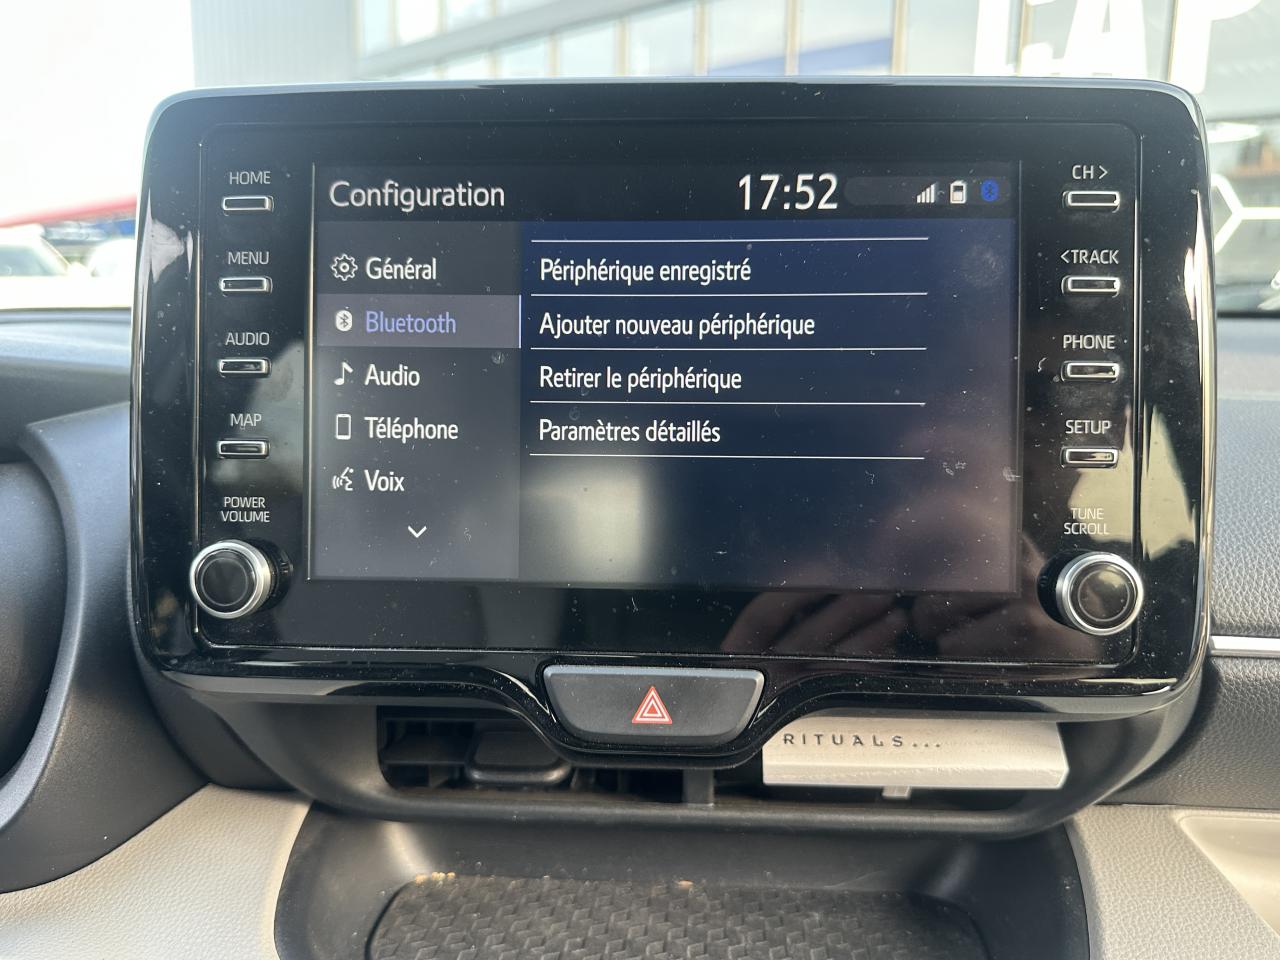 HOME
MENU
AUDIO
MAP
POWER
VOLUME
Configuration
17:52
Général
Bluetooth
Audio
Téléphone
Voix
Périphérique enregistré
Ajouter nouveau périphérique
Retirer le périphérique
Paramètres détaillés
CH >
<TRACK
PHONE
SETUP
TUNE
SCROLL
RITUALS...